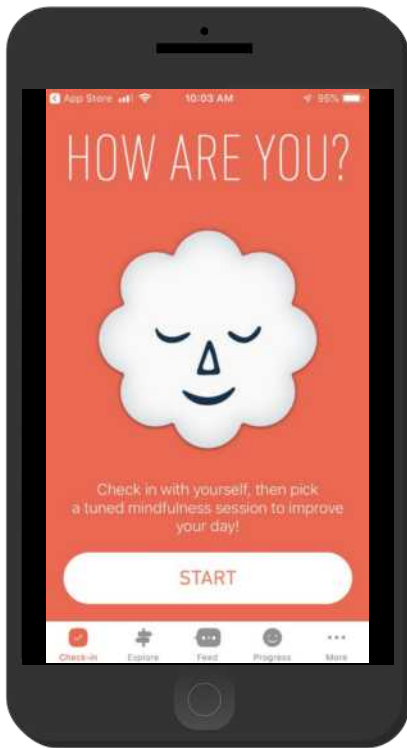 App Store
10:03 AM
95%
HOW ARE YOU?
Check in with yourself, then pick
a tuned mindfulness session to improve
your day!
START
Check-in Explore Feed Progress More